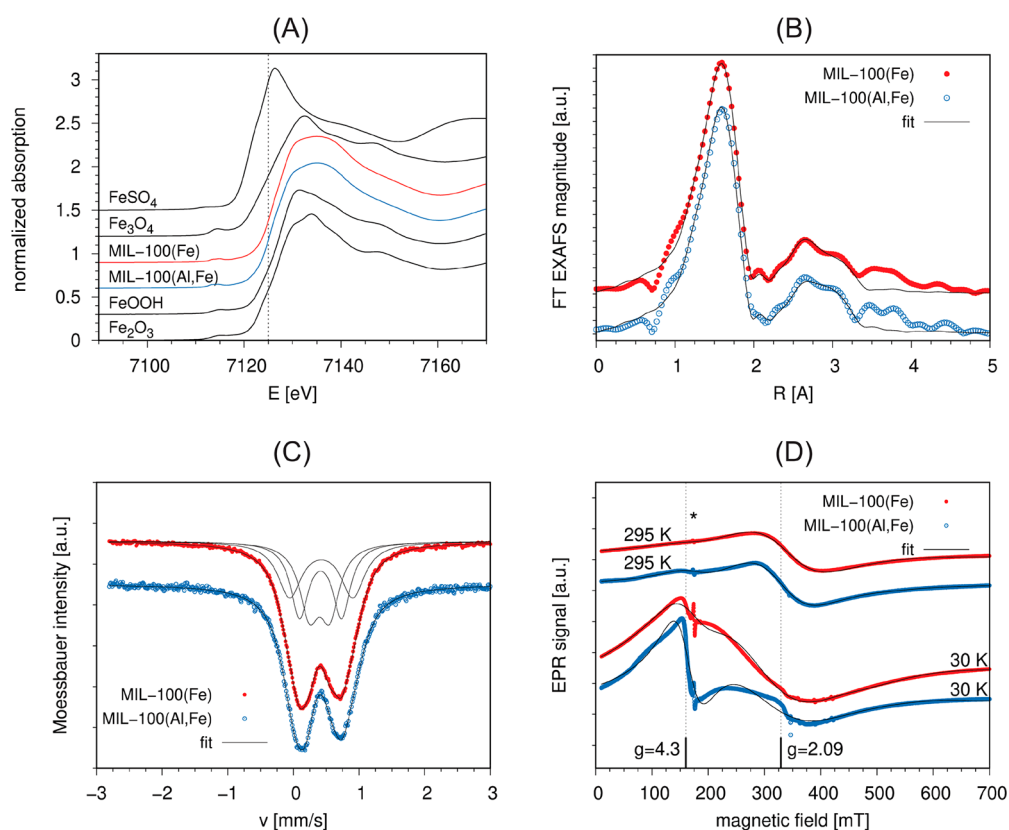 (A)
normalized absorption
3
2.5
2
1.5
1
0.5
0
FeSO4
Fe3O4
MIL−100(Fe)
MIL−100(Al,Fe)
FeOOH
Fe2O3
7100 7120 7140 7160
E [eV]
(B)
FT EXAFS magnitude [a.u.]
MIL−100(Fe)
MIL−100(Al,Fe)
fit
0 1 2 3 4 5
R [A]
(C)
Moessbauer intensity [a.u.]
MIL−100(Fe)
MIL−100(Al,Fe)
fit
−3 −2 −1 0 1 2 3
v [mm/s]
(D)
EPR signal [a.u.]
MIL−100(Fe)
MIL−100(Al,Fe)
fit
*
295 K
295 K
30 K
30 K
g=4.3 g=2.09
0 100 200 300 400 500 600 700
magnetic field [mT]